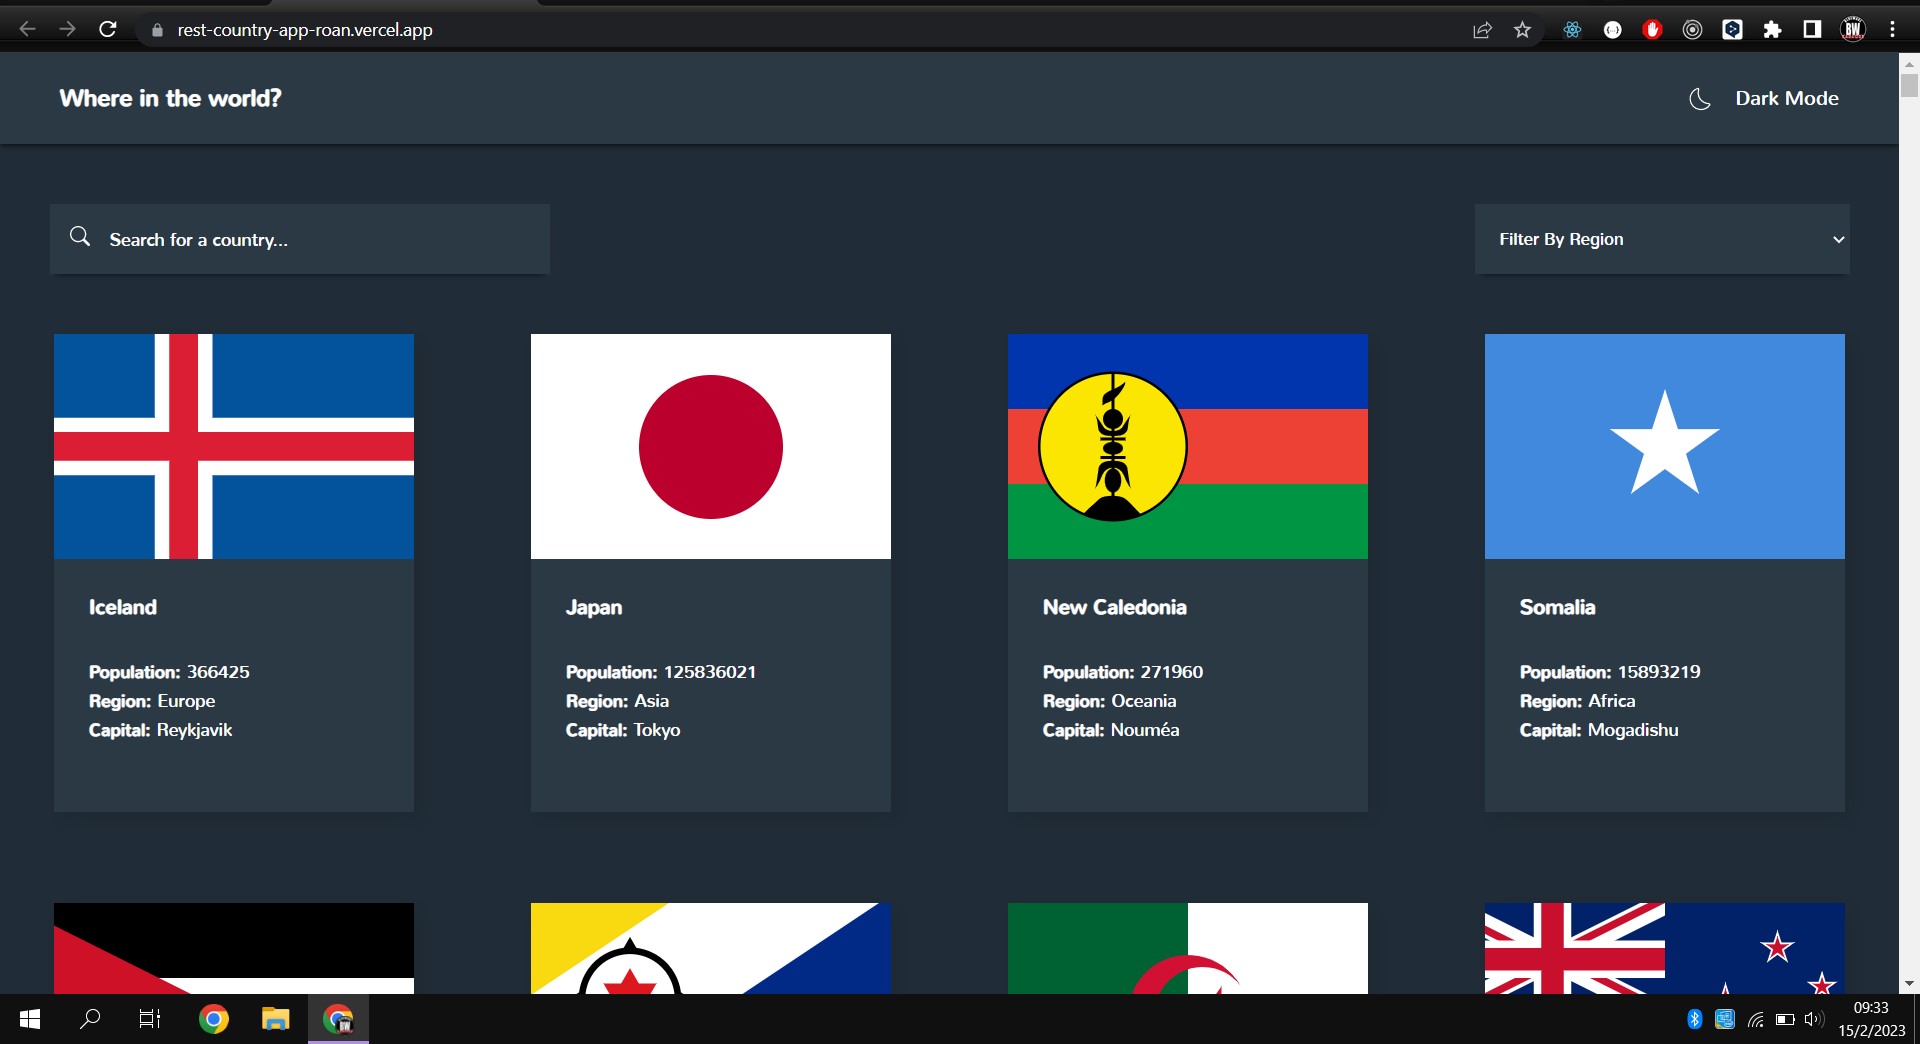 rest-country-app-roan.vercel.app
BW
Where in the world?
Dark Mode
Search for a country...
Filter By Region
Iceland
Population: 366425
Region: Europe
Capital: Reykjavik
Japan
Population: 125836021
Region: Asia
Capital: Tokyo
New Caledonia
Population: 271960
Region: Oceania
Capital: Nouméa
Somalia
Population: 15893219
Region: Africa
Capital: Mogadishu
BW
09:33
15/2/2023